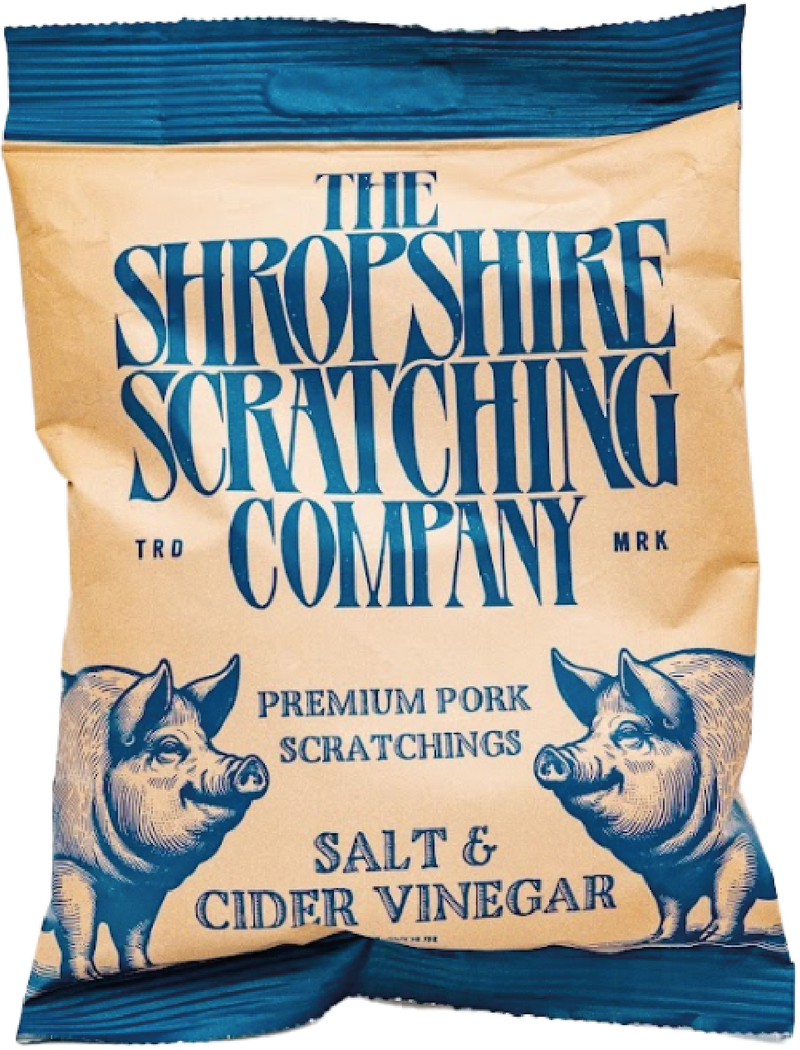 THE
SHROPSHIRE
SCRATCHING
COMPANY
TRD MRK
PREMIUM PORK
SCRATCHINGS
SALT &
CIDER VINEGAR